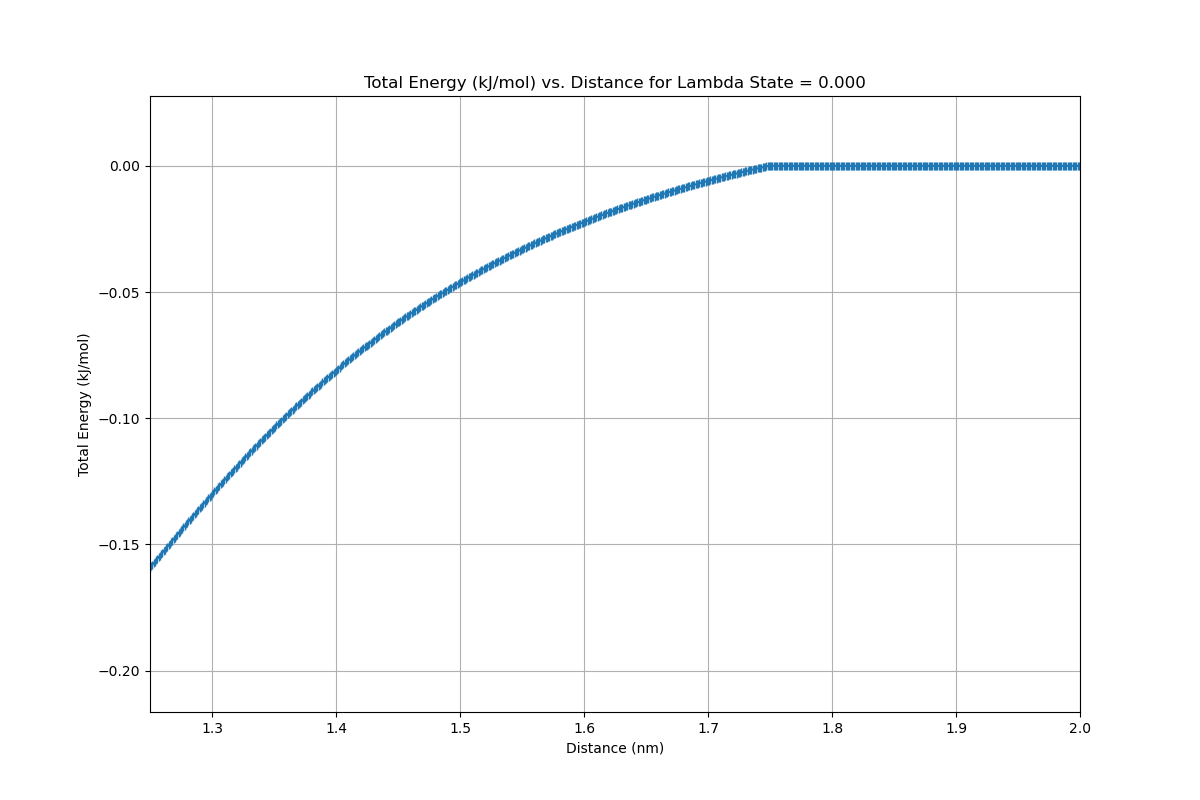 Total Energy (kJ/mol) vs. Distance for Lambda State = 0.000
0.00
−0.05
−0.10
−0.15
−0.20
Total Energy (kJ/mol)
1.3 1.4 1.5 1.6 1.7 1.8 1.9 2.0
Distance (nm)